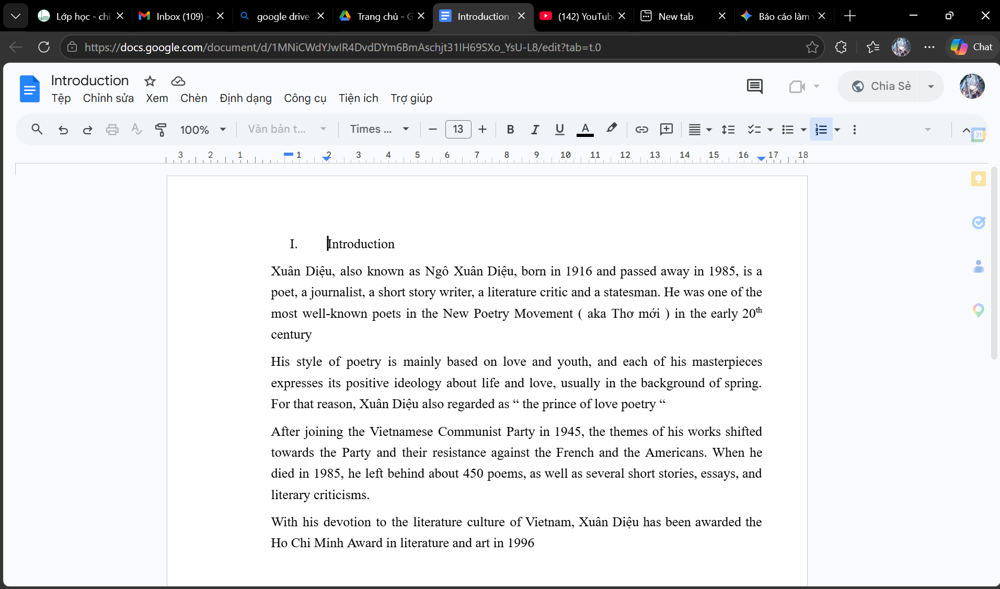 Lớp học - chi
Inbox (109) -
google drive
Trang chủ - G
Introduction
(142) YouTub
New tab
Báo cáo làm v
https://docs.google.com/document/d/1MNiCWdYJwIR4DvdDYm6BmAschjt31IH69SXo_YsU-L8/edit?tab=t.0
Chat
Introduction
Chia Sẻ
Tệp Chỉnh sửa Xem Chèn Định dạng Công cụ Tiện ích Trợ giúp
100% Văn bản t... Times ... 13 B I U A
31
3 2 1 1 2 3 4 5 6 7 8 9 10 11 12 13 14 15 16 17 18
I. Introduction
Xuân Diệu, also known as Ngô Xuân Diệu, born in 1916 and passed away in 1985, is a
poet, a journalist, a short story writer, a literature critic and a statesman. He was one of the
most well-known poets in the New Poetry Movement ( aka Thơ mới ) in the early 20th
century
His style of poetry is mainly based on love and youth, and each of his masterpieces
expresses its positive ideology about life and love, usually in the background of spring.
For that reason, Xuân Diệu also regarded as “ the prince of love poetry “
After joining the Vietnamese Communist Party in 1945, the themes of his works shifted
towards the Party and their resistance against the French and the Americans. When he
died in 1985, he left behind about 450 poems, as well as several short stories, essays, and
literary criticisms.
With his devotion to the literature culture of Vietnam, Xuân Diệu has been awarded the
Ho Chi Minh Award in literature and art in 1996